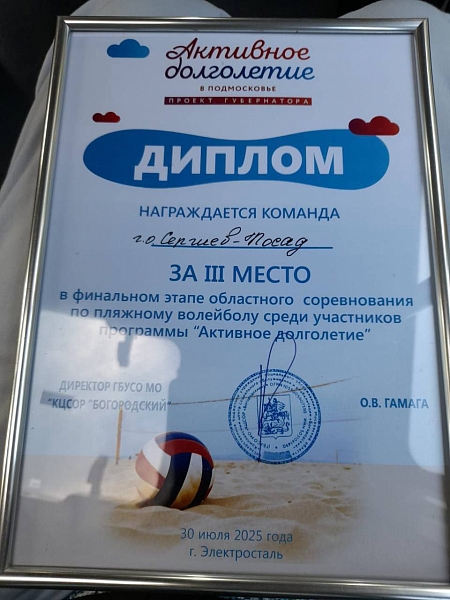 Активное
долголетие
В ПОДМОСКОВЬЕ
ПРОЕКТ ГУБЕРНАТОРА
ДИПЛОМ
НАГРАЖДАЕТСЯ КОМАНДА
г.о. Сергиев-Посад
ЗА III МЕСТО
в финальном этапе областного соревнования
по пляжному волейболу среди участников
программы "Активное долголетие"
ДИРЕКТОР ГБУСО МО
"КЦСОР "БОГОРОДСКИЙ"
О.В. ГАМАГА
30 июля 2025 года
г. Электросталь